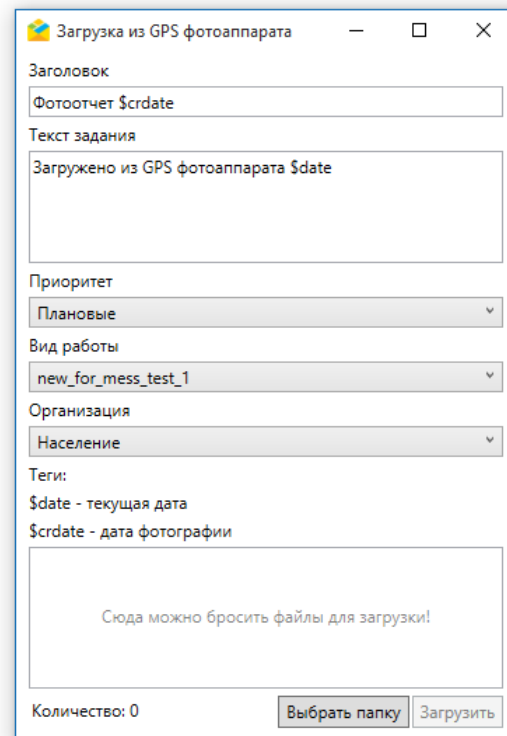 Загрузка из GPS фотоаппарата
Заголовок
Фотоотчет $crdate
Текст задания
Загружено из GPS фотоаппарата $date
Приоритет
Плановые
Вид работы
new_for_mess_test_1
Организация
Население
Теги:
$date - текущая дата
$crdate - дата фотографии
Сюда можно бросить файлы для загрузки!
Количество: 0 Выбрать папку Загрузить